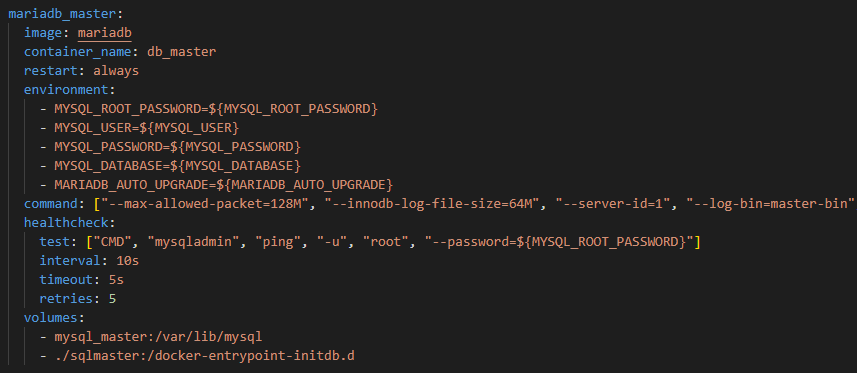 mariadb_master:
image: mariadb
container_name: db_master
restart: always
environment:
- MYSQL_ROOT_PASSWORD=${MYSQL_ROOT_PASSWORD}
- MYSQL_USER=${MYSQL_USER}
- MYSQL_PASSWORD=${MYSQL_PASSWORD}
- MYSQL_DATABASE=${MYSQL_DATABASE}
- MARIADB_AUTO_UPGRADE=${MARIADB_AUTO_UPGRADE}
command: ["--max-allowed-packet=128M", "--innodb-log-file-size=64M", "--server-id=1", "--log-bin=master-bin"
healthcheck:
test: ["CMD", "mysqladmin", "ping", "-u", "root", "--password=${MYSQL_ROOT_PASSWORD}"]
interval: 10s
timeout: 5s
retries: 5
volumes:
- mysql_master:/var/lib/mysql
- ./sqlmaster:/docker-entrypoint-initdb.d